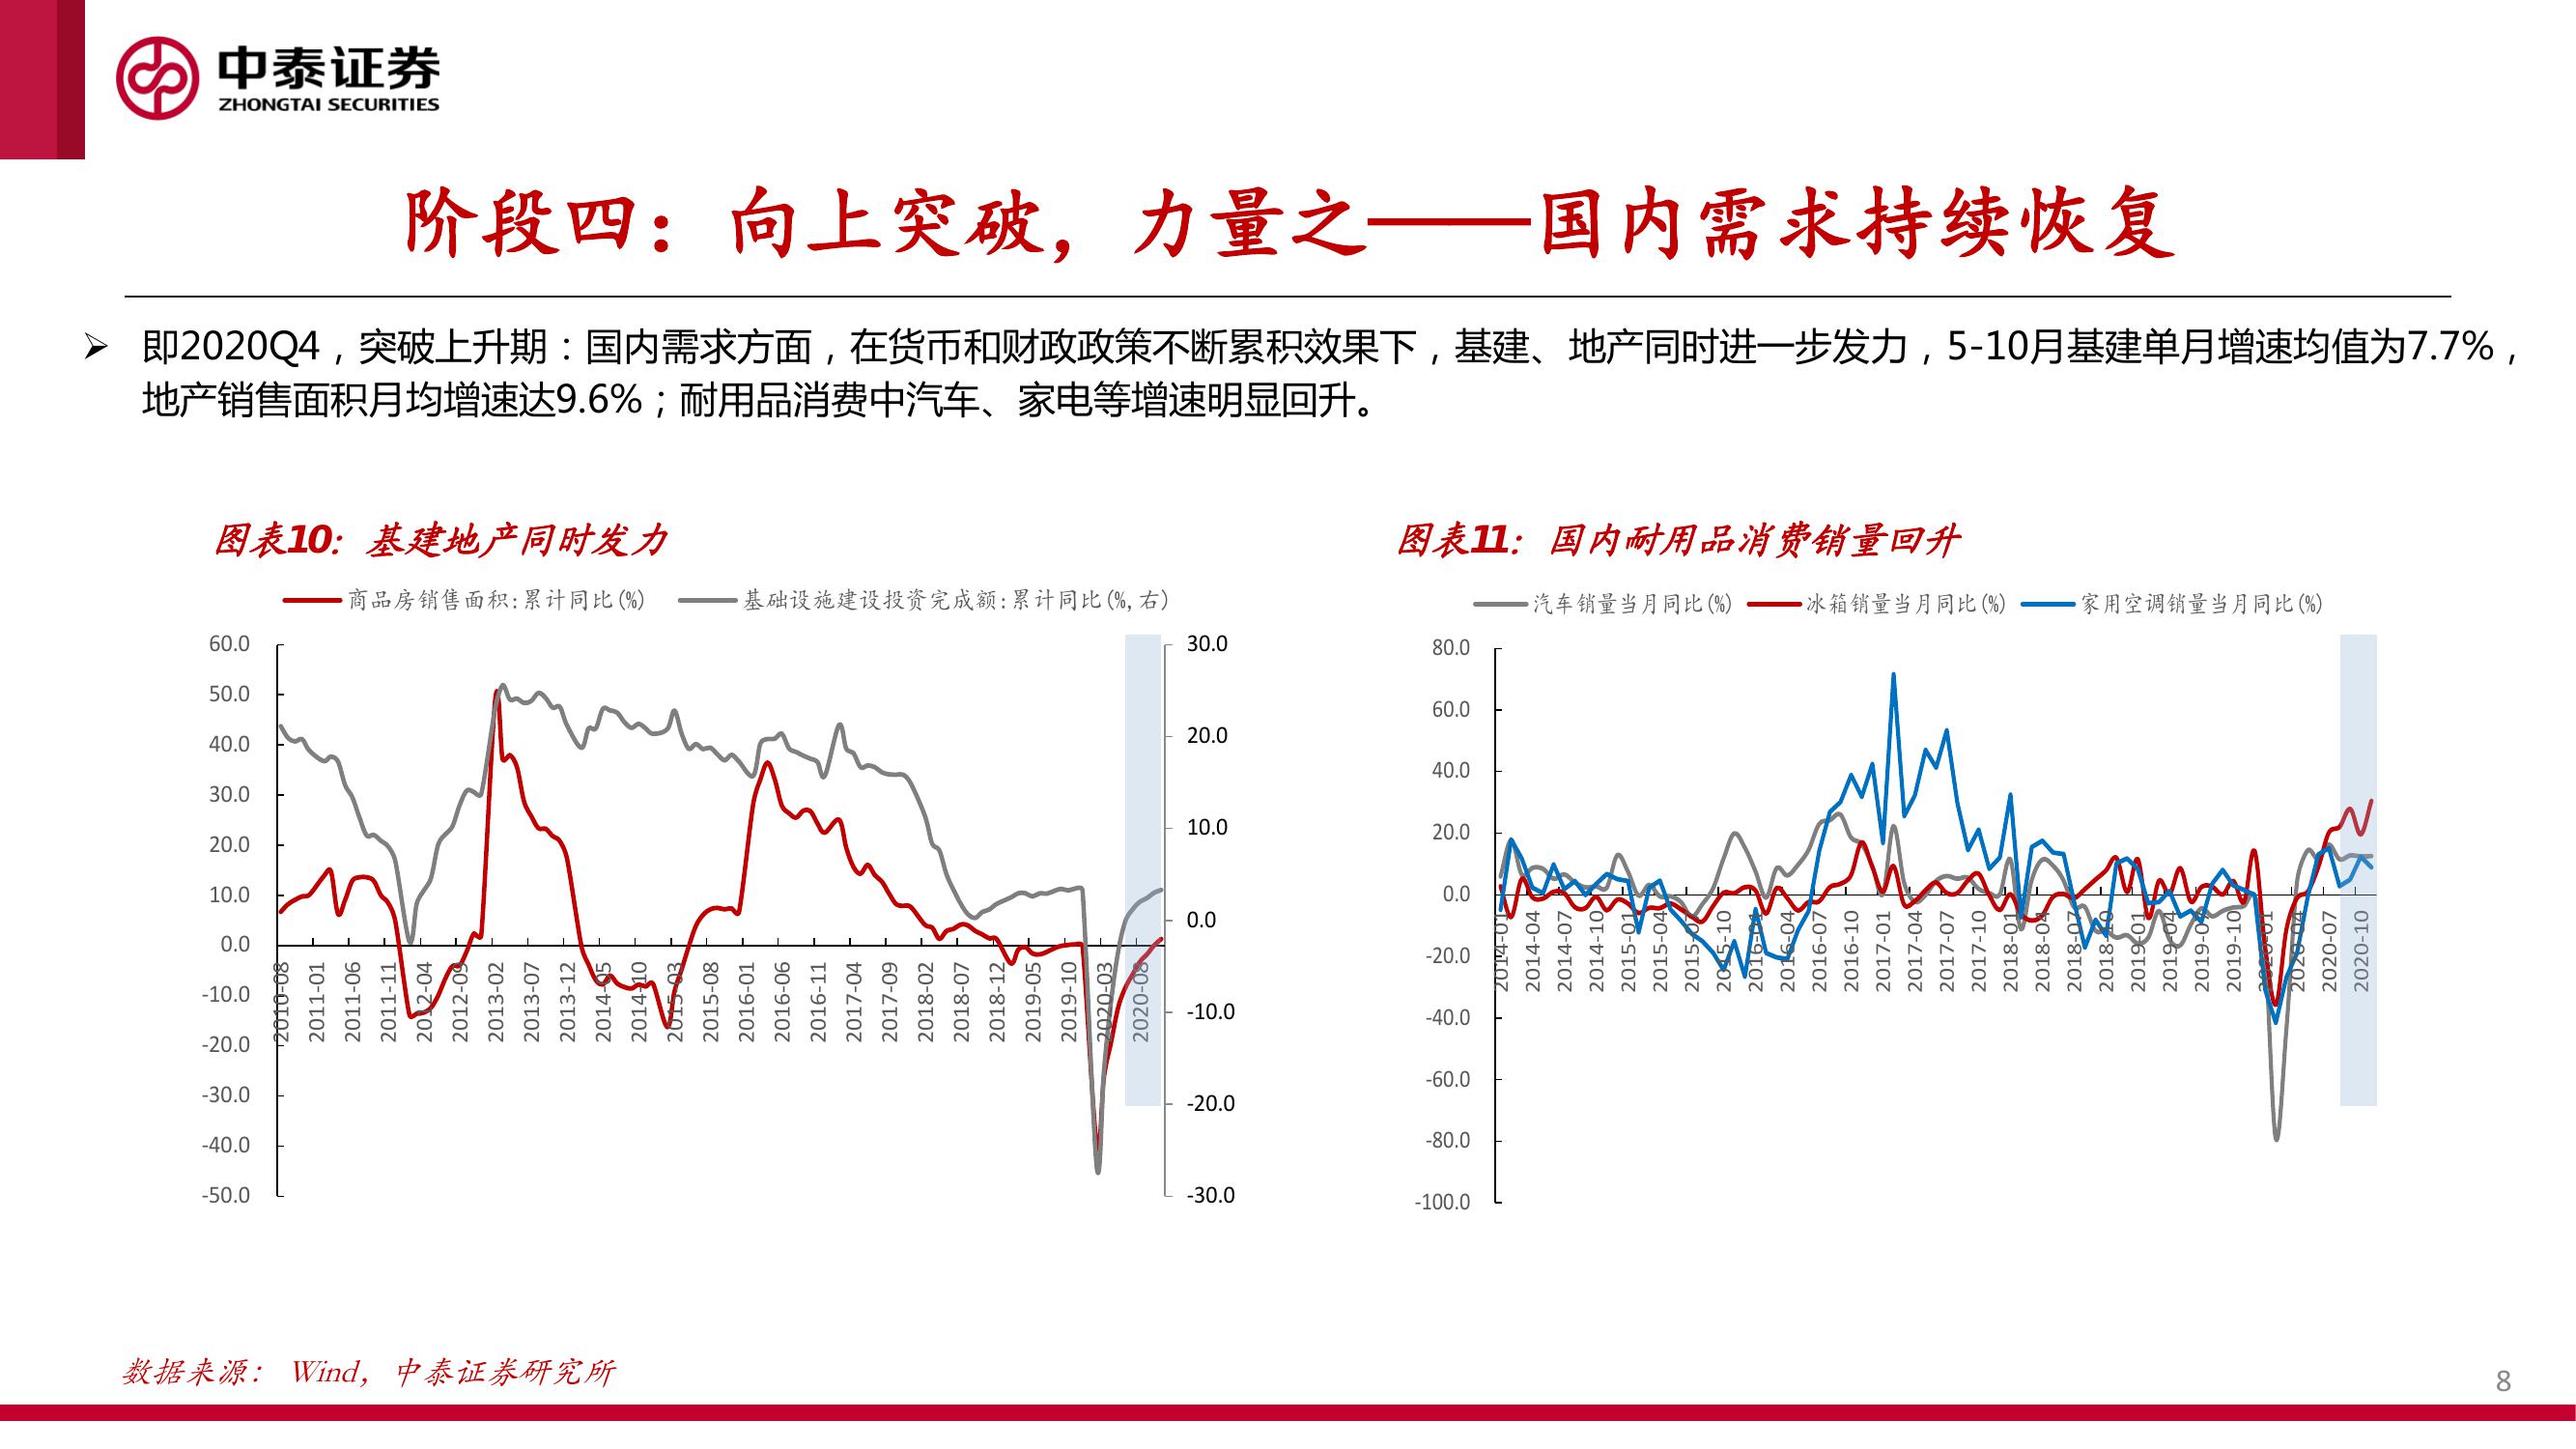 中泰证券
ZHONGTAI SECURITIES
阶段四：向上突破，力量之——国内需求持续恢复
➢ 即2020Q4，突破上升期：国内需求方面，在货币和财政政策不断累积效果下，基建、地产同时进一步发力，5-10月基建单月增速均值为7.7%，
地产销售面积月均增速达9.6%；耐用品消费中汽车、家电等增速明显回升。
图表10：基建地产同时发力
商品房销售面积:累计同比(%) 基础设施建设投资完成额:累计同比(%,右)
60.0
50.0
40.0
30.0
20.0
10.0
0.0
-10.0
-20.0
-30.0
-40.0
-50.0
30.0
20.0
10.0
0.0
-10.0
-20.0
-30.0
2010-08 2011-01 2011-06 2011-11 2012-04 2012-09 2013-02 2013-07 2013-12 2014-05 2014-10 2015-03 2015-08 2016-01 2016-06 2016-11 2017-04 2017-09 2018-02 2018-07 2018-12 2019-05 2019-10 2020-03 2020-08
图表11：国内耐用品消费销量回升
汽车销量当月同比(%) 冰箱销量当月同比(%) 家用空调销量当月同比(%)
80.0
60.0
40.0
20.0
0.0
-20.0
-40.0
-60.0
-80.0
-100.0
2014-01 2014-04 2014-07 2014-10 2015-01 2015-04 2015-07 2015-10 2016-01 2016-04 2016-07 2016-10 2017-01 2017-04 2017-07 2017-10 2018-01 2018-04 2018-07 2018-10 2019-01 2019-04 2019-07 2019-10 2020-01 2020-04 2020-07 2020-10
数据来源： Wind，中泰证券研究所
8